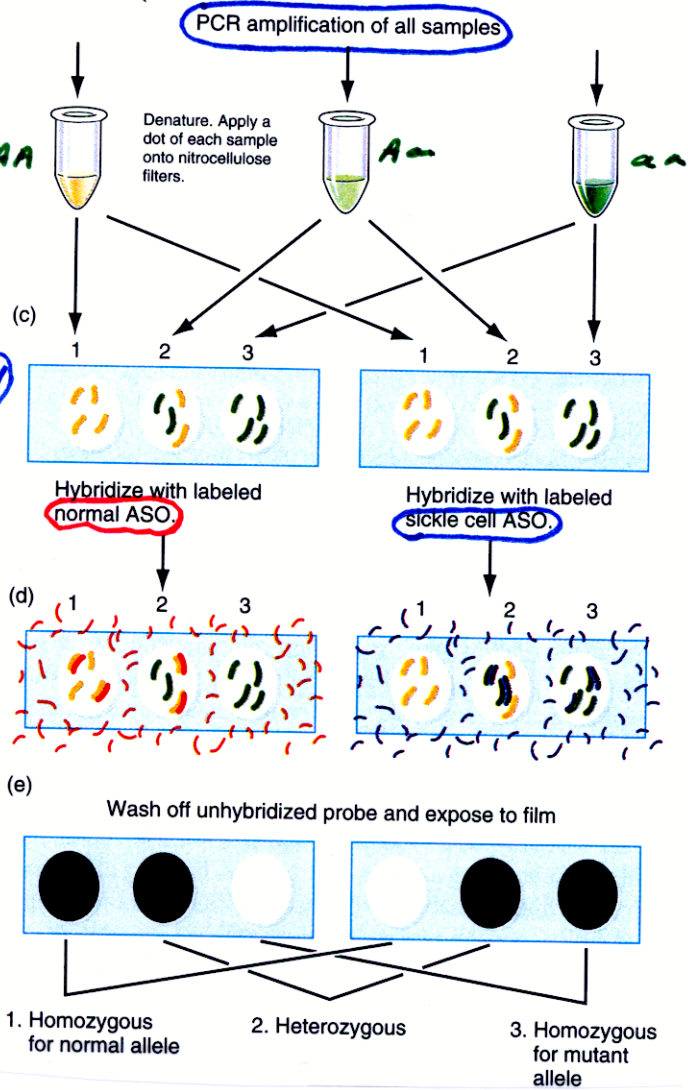 PCR amplification of all samples
Denature. Apply a
dot of each sample
onto nitrocellulose
filters.
AA
Aa
aa
(c)
1 2 3
1 2 3
Hybridize with labeled
normal ASO.
Hybridize with labeled
sickle cell ASO.
(d)
1 2 3
1 2 3
(e)
Wash off unhybridized probe and expose to film
1. Homozygous
for normal allele
2. Heterozygous
3. Homozygous
for mutant
allele